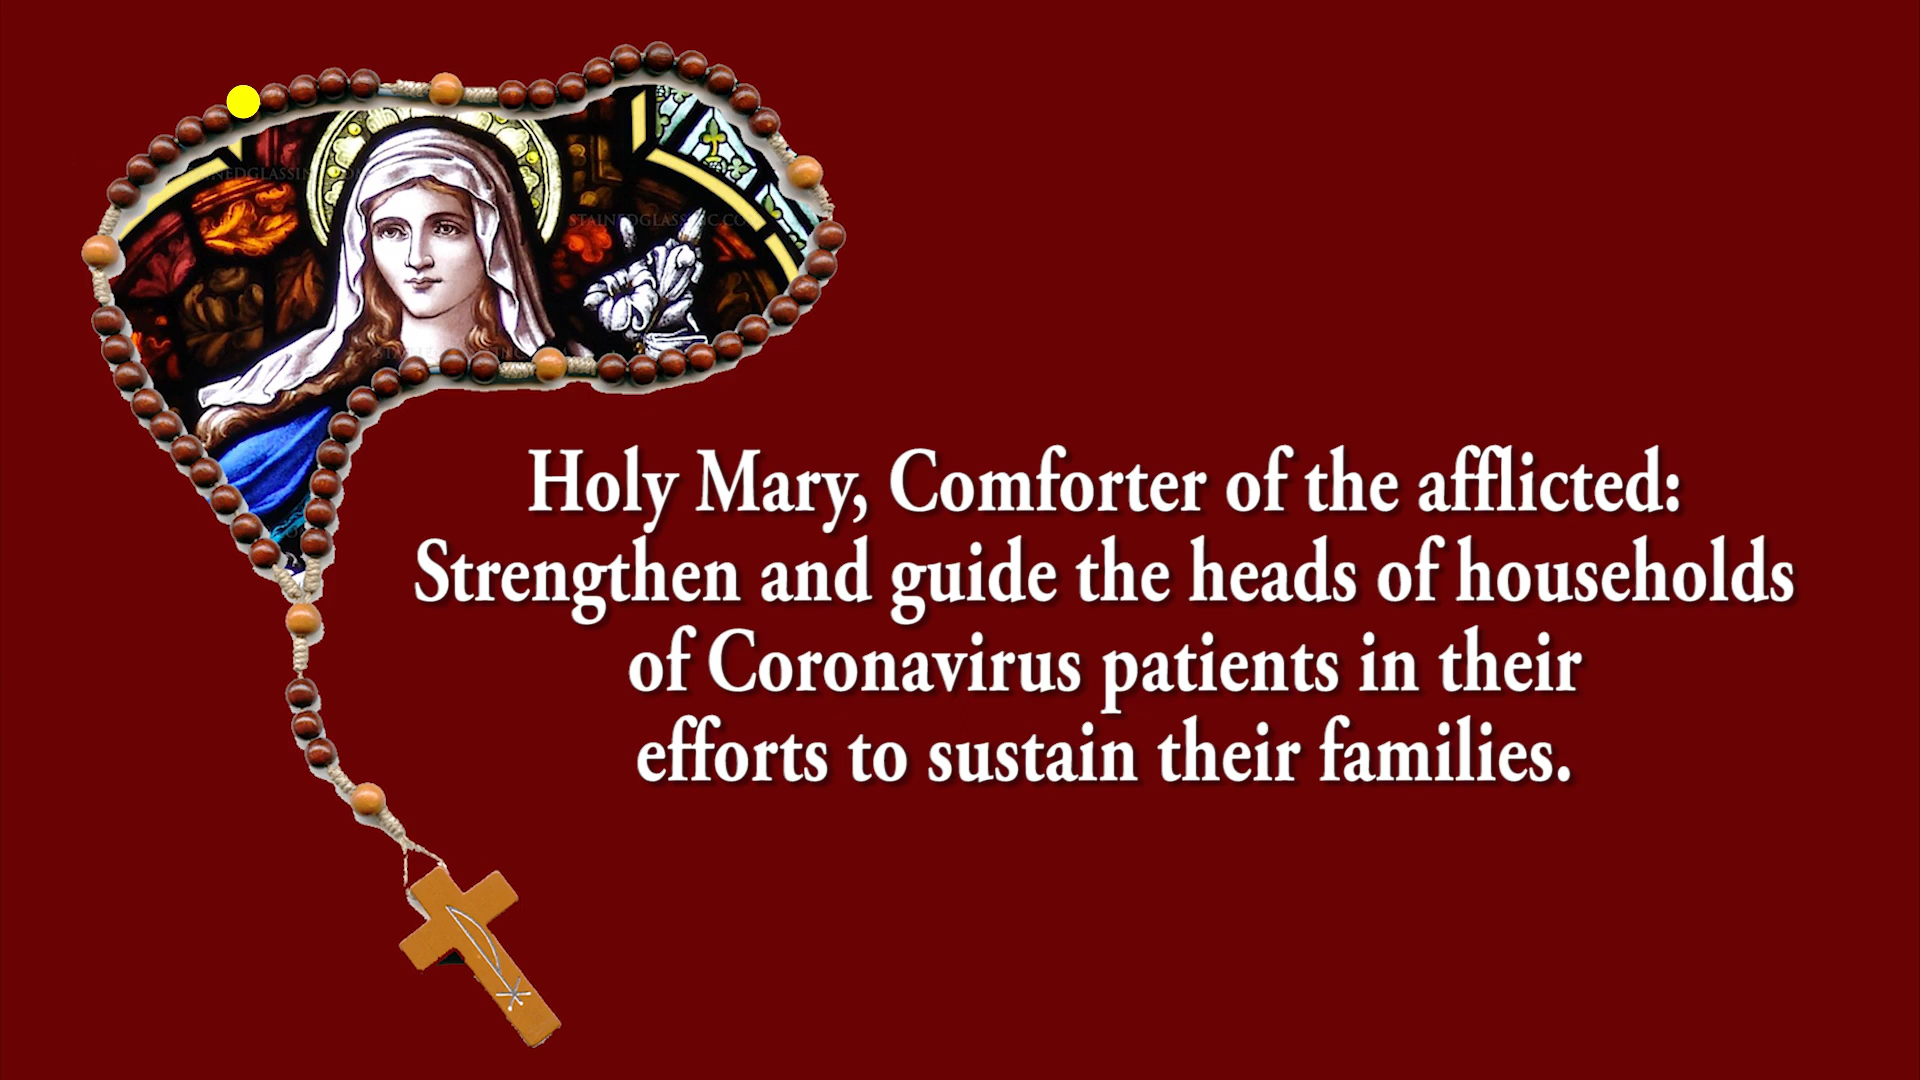 Holy Mary, Comforter of the afflicted:
Strengthen and guide the heads of households
of Coronavirus patients in their
efforts to sustain their families.